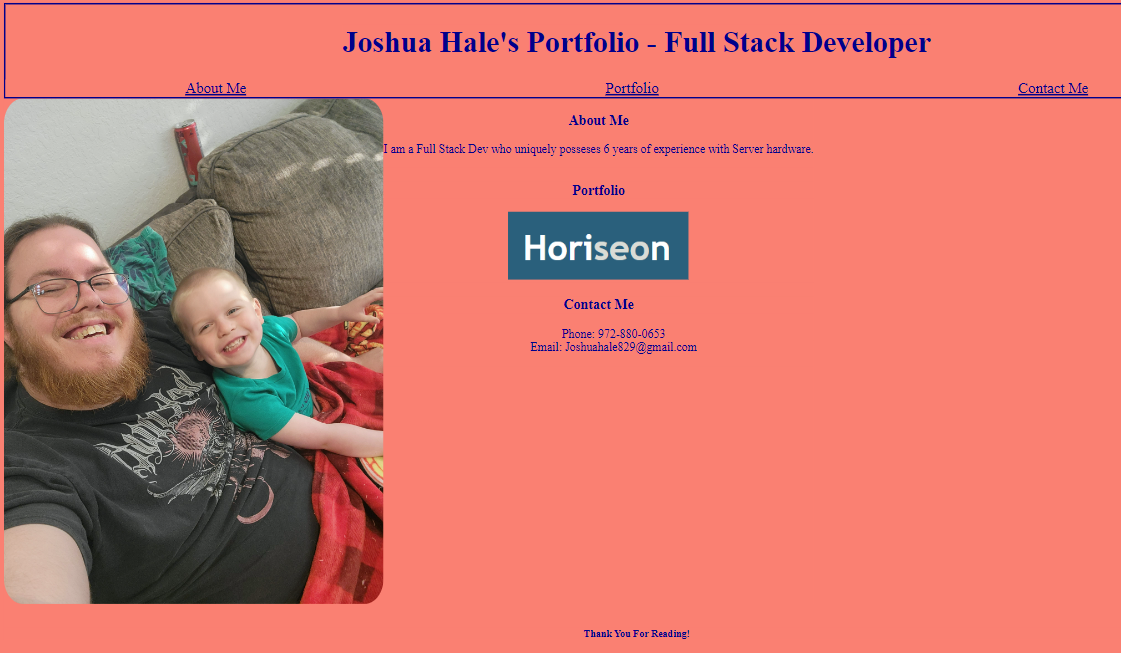 Joshua Hale's Portfolio - Full Stack Developer
About Me
Portfolio
Contact Me
About Me
I am a Full Stack Dev who uniquely posseses 6 years of experience with Server hardware.
Portfolio
Horiseon
Contact Me
Phone: 972-880-0653
Email: Joshuahale829@gmail.com
Thank You For Reading!